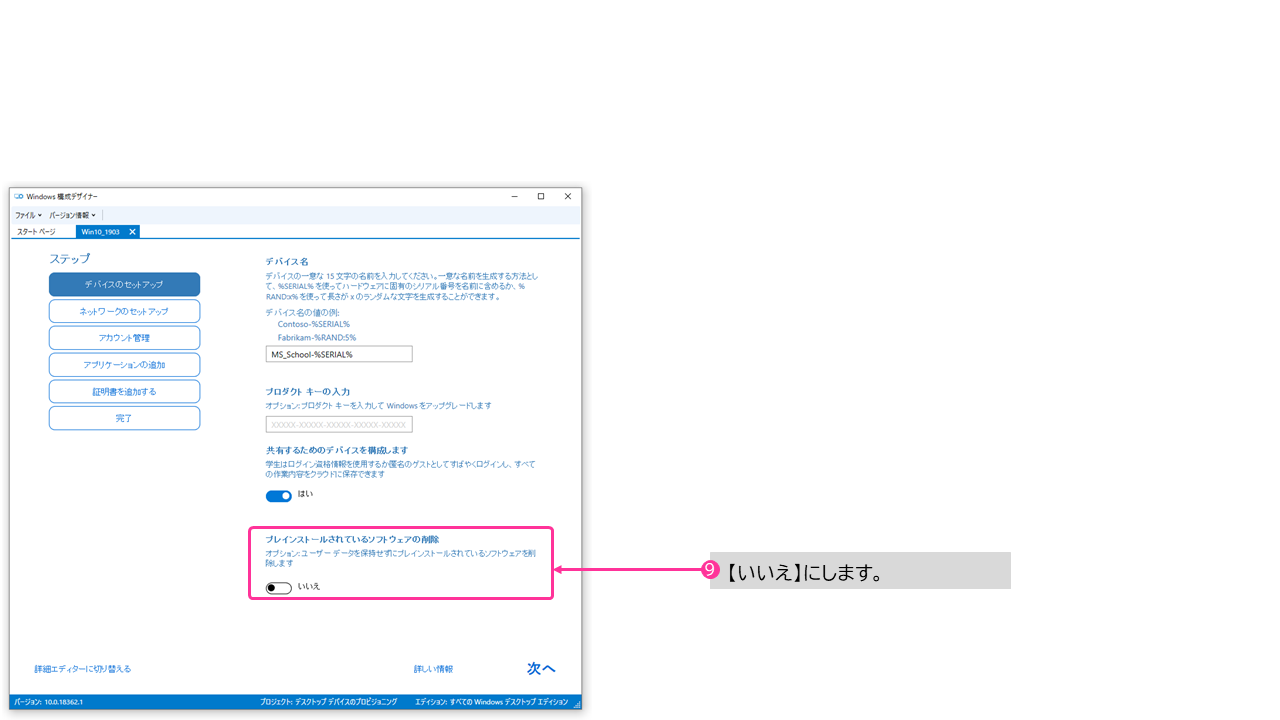 Windows 構成デザイナー
ファイル バージョン情報
スタート ページ Win10_1903
ステップ
デバイスのセットアップ
ネットワークのセットアップ
アカウント管理
アプリケーションの追加
証明書を追加する
完了
デバイス名
デバイスの一意な 15 文字の名前を入力してください。一意な名前を生成する方法とし
て、%SERIAL% を使ってハードウェアに固有のシリアル番号を名前に含めるか、%
RAND:x% を使って長さが x のランダムな文字を生成することができます。
デバイス名の値の例:
Contoso-%SERIAL%
Fabrikam-%RAND:5%
MS_School-%SERIAL%
プロダクト キーの入力
オプション:プロダクト キーを入力して Windows をアップグレードします
XXXXX-XXXXX-XXXXX-XXXXX-XXXXX
共有するためのデバイスを構成します
学生はログイン資格情報を使用するか匿名のゲストとしてすばやくログインし、すべて
の作業内容をクラウドに保存できます
はい
プレインストールされているソフトウェアの削除
オプション: ユーザー データを保持せずにプレインストールされているソフトウェアを削
除します
いいえ
9 【いいえ】にします。
詳細エディターに切り替える
詳しい情報
次へ
バージョン: 10.0.18362.1
プロジェクト: デスクトップ デバイスのプロビジョニング
エディション: すべての Windows デスクトップ エディション